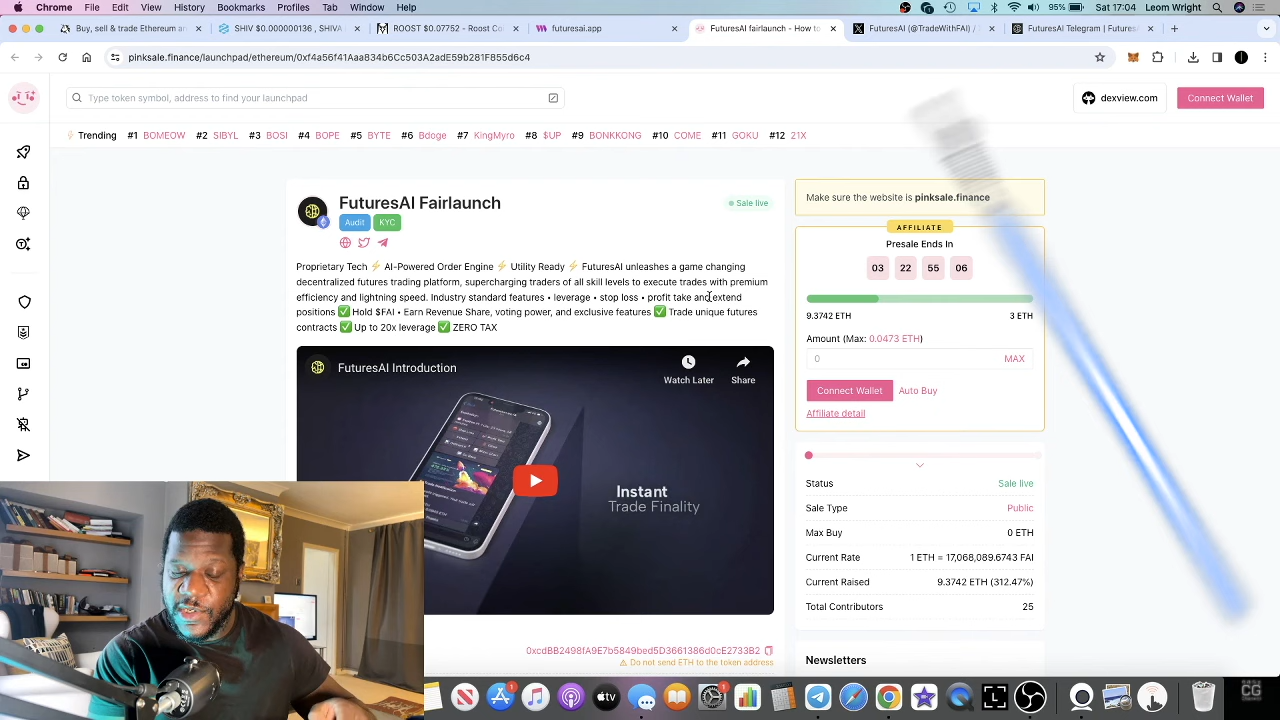 Chrome File Edit View History Bookmarks Profiles Tab Window Help
95% Sat 17:04 Leom Wright
Buy, sell & trade Ethereum an
SHIV $0.000000136 , SHIVA
ROOST $0.07752 - Roost Co
futuresai.app
FuturesAI fairlaunch - How to
FuturesAI (@TradeWithFAI) /
FuturesAI Telegram | Futures
pinksale.finance/launchpad/ethereum/0xf4a56f41Aaa834b6Cc503A2adE59b281F855d6c4
Type token symbol, address to find your launchpad
dexview.com
Connect Wallet
Trending #1 BOMEOW #2 SIBYL #3 BOSI #4 BOPE #5 BYTE #6 Bdoge #7 KingMyro #8 $UP #9 BONKKONG #10 COME #11 GOKU #12 21X
FuturesAI Fairlaunch
Sale live
Audit KYC
Proprietary Tech ⚡ AI-Powered Order Engine ⚡ Utility Ready ⚡ FuturesAI unleashes a game changing
decentralized futures trading platform, supercharging traders of all skill levels to execute trades with premium
efficiency and lightning speed. Industry standard features • leverage • stop loss • profit take and extend
positions ✅ Hold $FAI • Earn Revenue Share, voting power, and exclusive features ✅ Trade unique futures
contracts ✅ Up to 20x leverage ✅ ZERO TAX
FuturesAI Introduction
Watch Later
Share
Instant
Trade Finality
0xcdBB2498fA9E7b5849bed5D3661386d0cE2733B2
Do not send ETH to the token address
Make sure the website is pinksale.finance
AFFILIATE
Presale Ends In
03 22 55 06
9.3742 ETH 3 ETH
Amount (Max: 0.0473 ETH)
0 MAX
Connect Wallet Auto Buy
Affiliate detail
Status Sale live
Sale Type Public
Max Buy 0 ETH
Current Rate 1 ETH = 17,068,089.6743 FAI
Current Raised 9.3742 ETH (312.47%)
Total Contributors 25
Newsletters
tv
CG